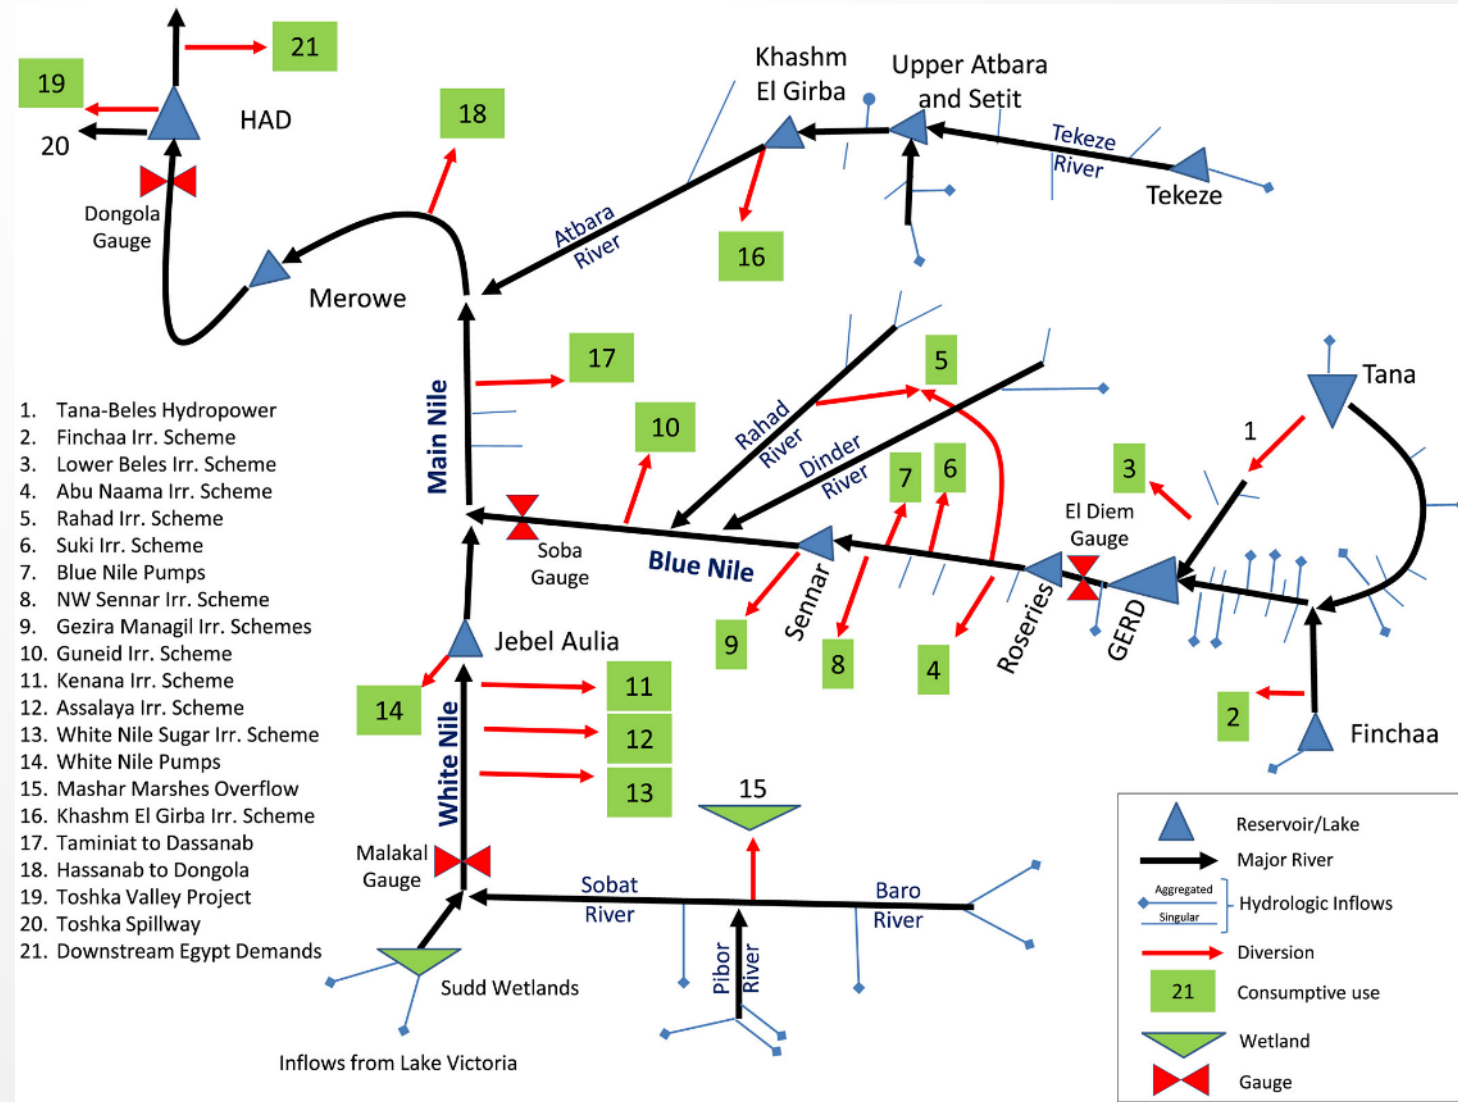 21
19
HAD
20
18
Dongola
Gauge
Merowe
Khashm
El Girba
Upper Atbara
and Setit
Tekeze
River
Tekeze
Atbara
River
16
17
Main Nile
10
Rahad
River
Dinder
River
5
7
6
Tana
1
3
El Diem
Gauge
Soba
Gauge
Blue Nile
Sennar
Roseries
GERD
9
8
4
2
Finchaa
1. Tana-Beles Hydropower
2. Finchaa Irr. Scheme
3. Lower Beles Irr. Scheme
4. Abu Naama Irr. Scheme
5. Rahad Irr. Scheme
6. Suki Irr. Scheme
7. Blue Nile Pumps
8. NW Sennar Irr. Scheme
9. Gezira Managil Irr. Schemes
10. Guneid Irr. Scheme
11. Kenana Irr. Scheme
12. Assalaya Irr. Scheme
13. White Nile Sugar Irr. Scheme
14. White Nile Pumps
15. Mashar Marshes Overflow
16. Khashm El Girba Irr. Scheme
17. Taminiat to Dassanab
18. Hassanab to Dongola
19. Toshka Valley Project
20. Toshka Spillway
21. Downstream Egypt Demands
Jebel Aulia
14
11
12
13
White Nile
Malakal
Gauge
15
Sobat
River
Baro
River
Pibor
River
Sudd Wetlands
Inflows from Lake Victoria
Reservoir/Lake
Major River
Aggregated
Singular
Hydrologic Inflows
Diversion
21
Consumptive use
Wetland
Gauge